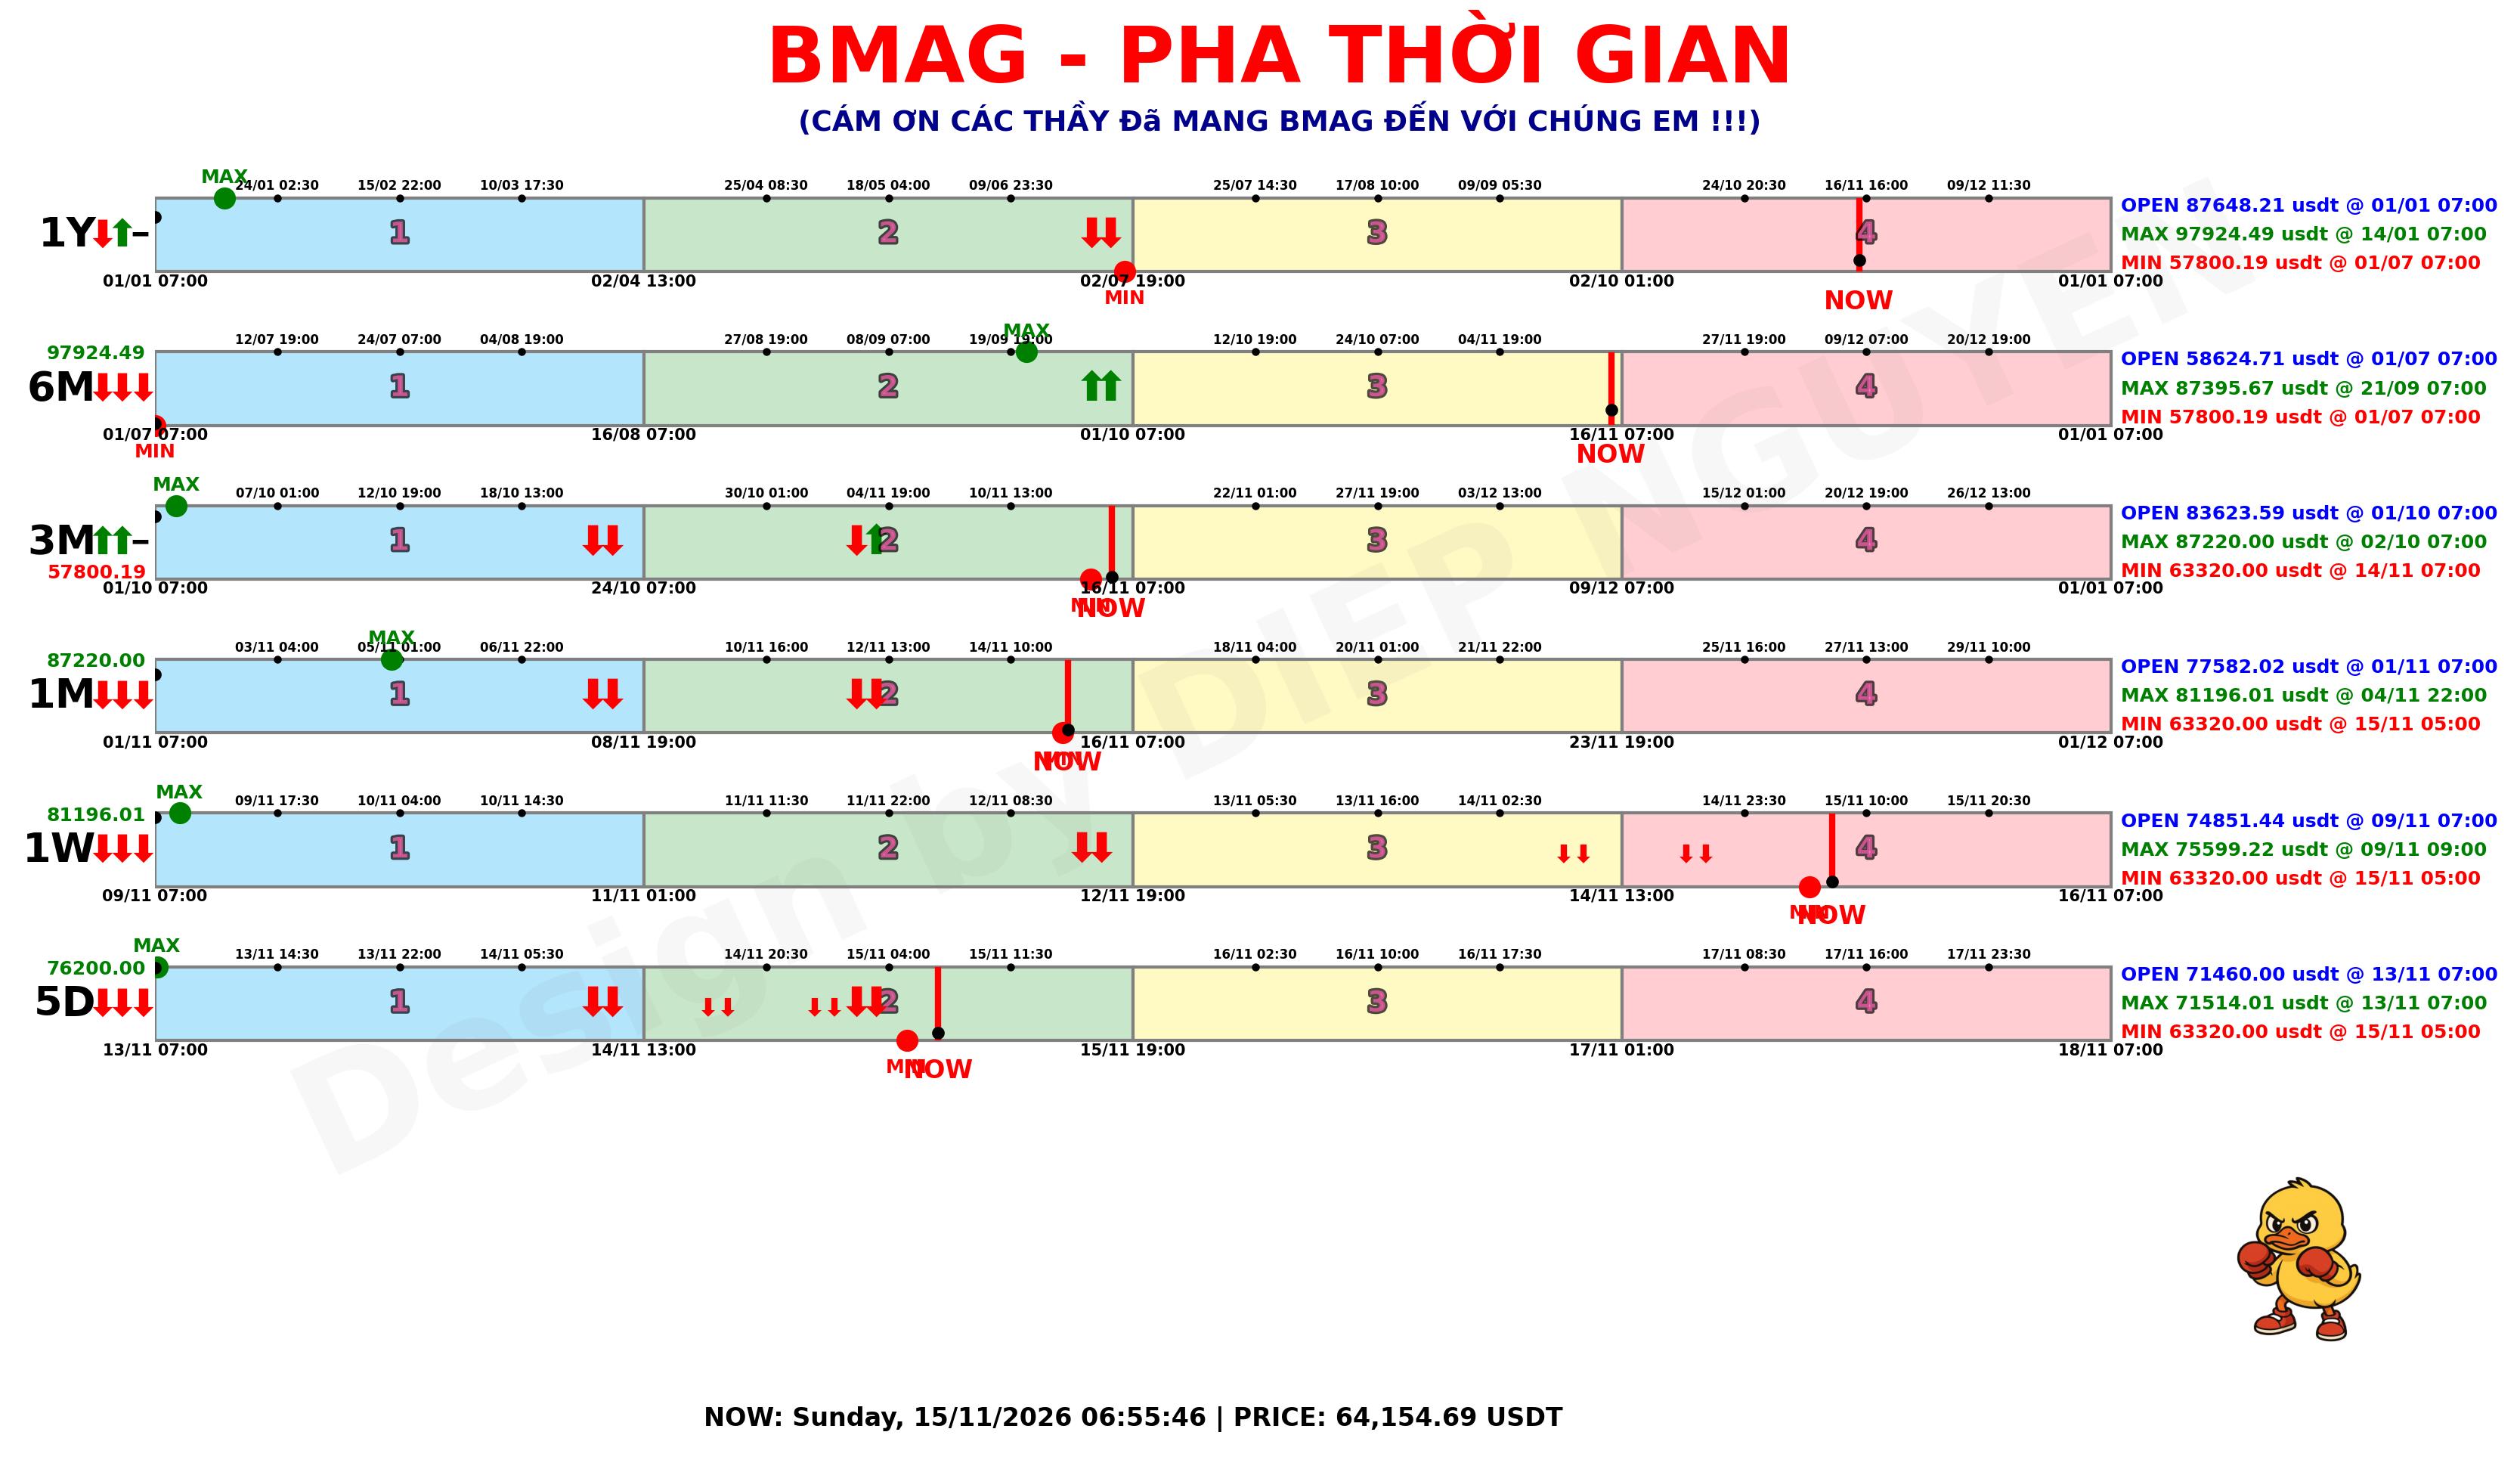 BMAG - PHA THỜI GIAN
(CÁM ƠN CÁC THẦY Đã MANG BMAG ĐẾN VỚI CHÚNG EM !!!)
MAX
24/01 02:30 15/02 22:00 10/03 17:30 25/04 08:30 18/05 04:00 09/06 23:30 25/07 14:30 17/08 10:00 09/09 05:30 24/10 20:30 16/11 16:00 09/12 11:30
OPEN 87648.21 usdt @ 01/01 07:00
1Y⬇⬆– 1 2 ⬇⬇ 3 4
MAX 97924.49 usdt @ 14/01 07:00
MIN 57800.19 usdt @ 01/07 07:00
01/01 07:00 02/04 13:00 02/07 19:00 02/10 01:00 01/01 07:00
MIN NOW
MAX
12/07 19:00 24/07 07:00 04/08 19:00 27/08 19:00 08/09 07:00 19/09 19:00 12/10 19:00 24/10 07:00 04/11 19:00 27/11 19:00 09/12 07:00 20/12 19:00
97924.49
OPEN 58624.71 usdt @ 01/07 07:00
6M⬇⬇⬇ 1 2 ⬆⬆ 3 4
MAX 87395.67 usdt @ 21/09 07:00
MIN 57800.19 usdt @ 01/07 07:00
01/07 07:00 16/08 07:00 01/10 07:00 16/11 07:00 01/01 07:00
MIN NOW
MAX
07/10 01:00 12/10 19:00 18/10 13:00 30/10 01:00 04/11 19:00 10/11 13:00 22/11 01:00 27/11 19:00 03/12 13:00 15/12 01:00 20/12 19:00 26/12 13:00
OPEN 83623.59 usdt @ 01/10 07:00
3M⬆⬆– 1 ⬇⬇ ⬇⬆ 2 3 4
MAX 87220.00 usdt @ 02/10 07:00
57800.19
MIN 63320.00 usdt @ 14/11 07:00
01/10 07:00 24/10 07:00 16/11 07:00 09/12 07:00 01/01 07:00
MIN NOW
MAX
03/11 04:00 05/11 01:00 06/11 22:00 10/11 16:00 12/11 13:00 14/11 10:00 18/11 04:00 20/11 01:00 21/11 22:00 25/11 16:00 27/11 13:00 29/11 10:00
87220.00
OPEN 77582.02 usdt @ 01/11 07:00
1M⬇⬇⬇ 1 ⬇⬇ ⬇⬇ 2 3 4
MAX 81196.01 usdt @ 04/11 22:00
MIN 63320.00 usdt @ 15/11 05:00
01/11 07:00 08/11 19:00 16/11 07:00 23/11 19:00 01/12 07:00
MIN NOW
MAX
09/11 17:30 10/11 04:00 10/11 14:30 11/11 11:30 11/11 22:00 12/11 08:30 13/11 05:30 13/11 16:00 14/11 02:30 14/11 23:30 15/11 10:00 15/11 20:30
81196.01
OPEN 74851.44 usdt @ 09/11 07:00
1W⬇⬇⬇ 1 2 ⬇⬇ 3 ⬇⬇ ⬇⬇ 4
MAX 75599.22 usdt @ 09/11 09:00
MIN 63320.00 usdt @ 15/11 05:00
09/11 07:00 11/11 01:00 12/11 19:00 14/11 13:00 16/11 07:00
MIN NOW
MAX
13/11 14:30 13/11 22:00 14/11 05:30 14/11 20:30 15/11 04:00 15/11 11:30 16/11 02:30 16/11 10:00 16/11 17:30 17/11 08:30 17/11 16:00 17/11 23:30
76200.00
OPEN 71460.00 usdt @ 13/11 07:00
5D⬇⬇⬇ 1 ⬇⬇ ⬇⬇ ⬇⬇ ⬇⬇ 2 3 4
MAX 71514.01 usdt @ 13/11 07:00
MIN 63320.00 usdt @ 15/11 05:00
13/11 07:00 14/11 13:00 15/11 19:00 17/11 01:00 18/11 07:00
MIN NOW
Design by DIEP NGUYEN
NOW: Sunday, 15/11/2026 06:55:46 | PRICE: 64,154.69 USDT